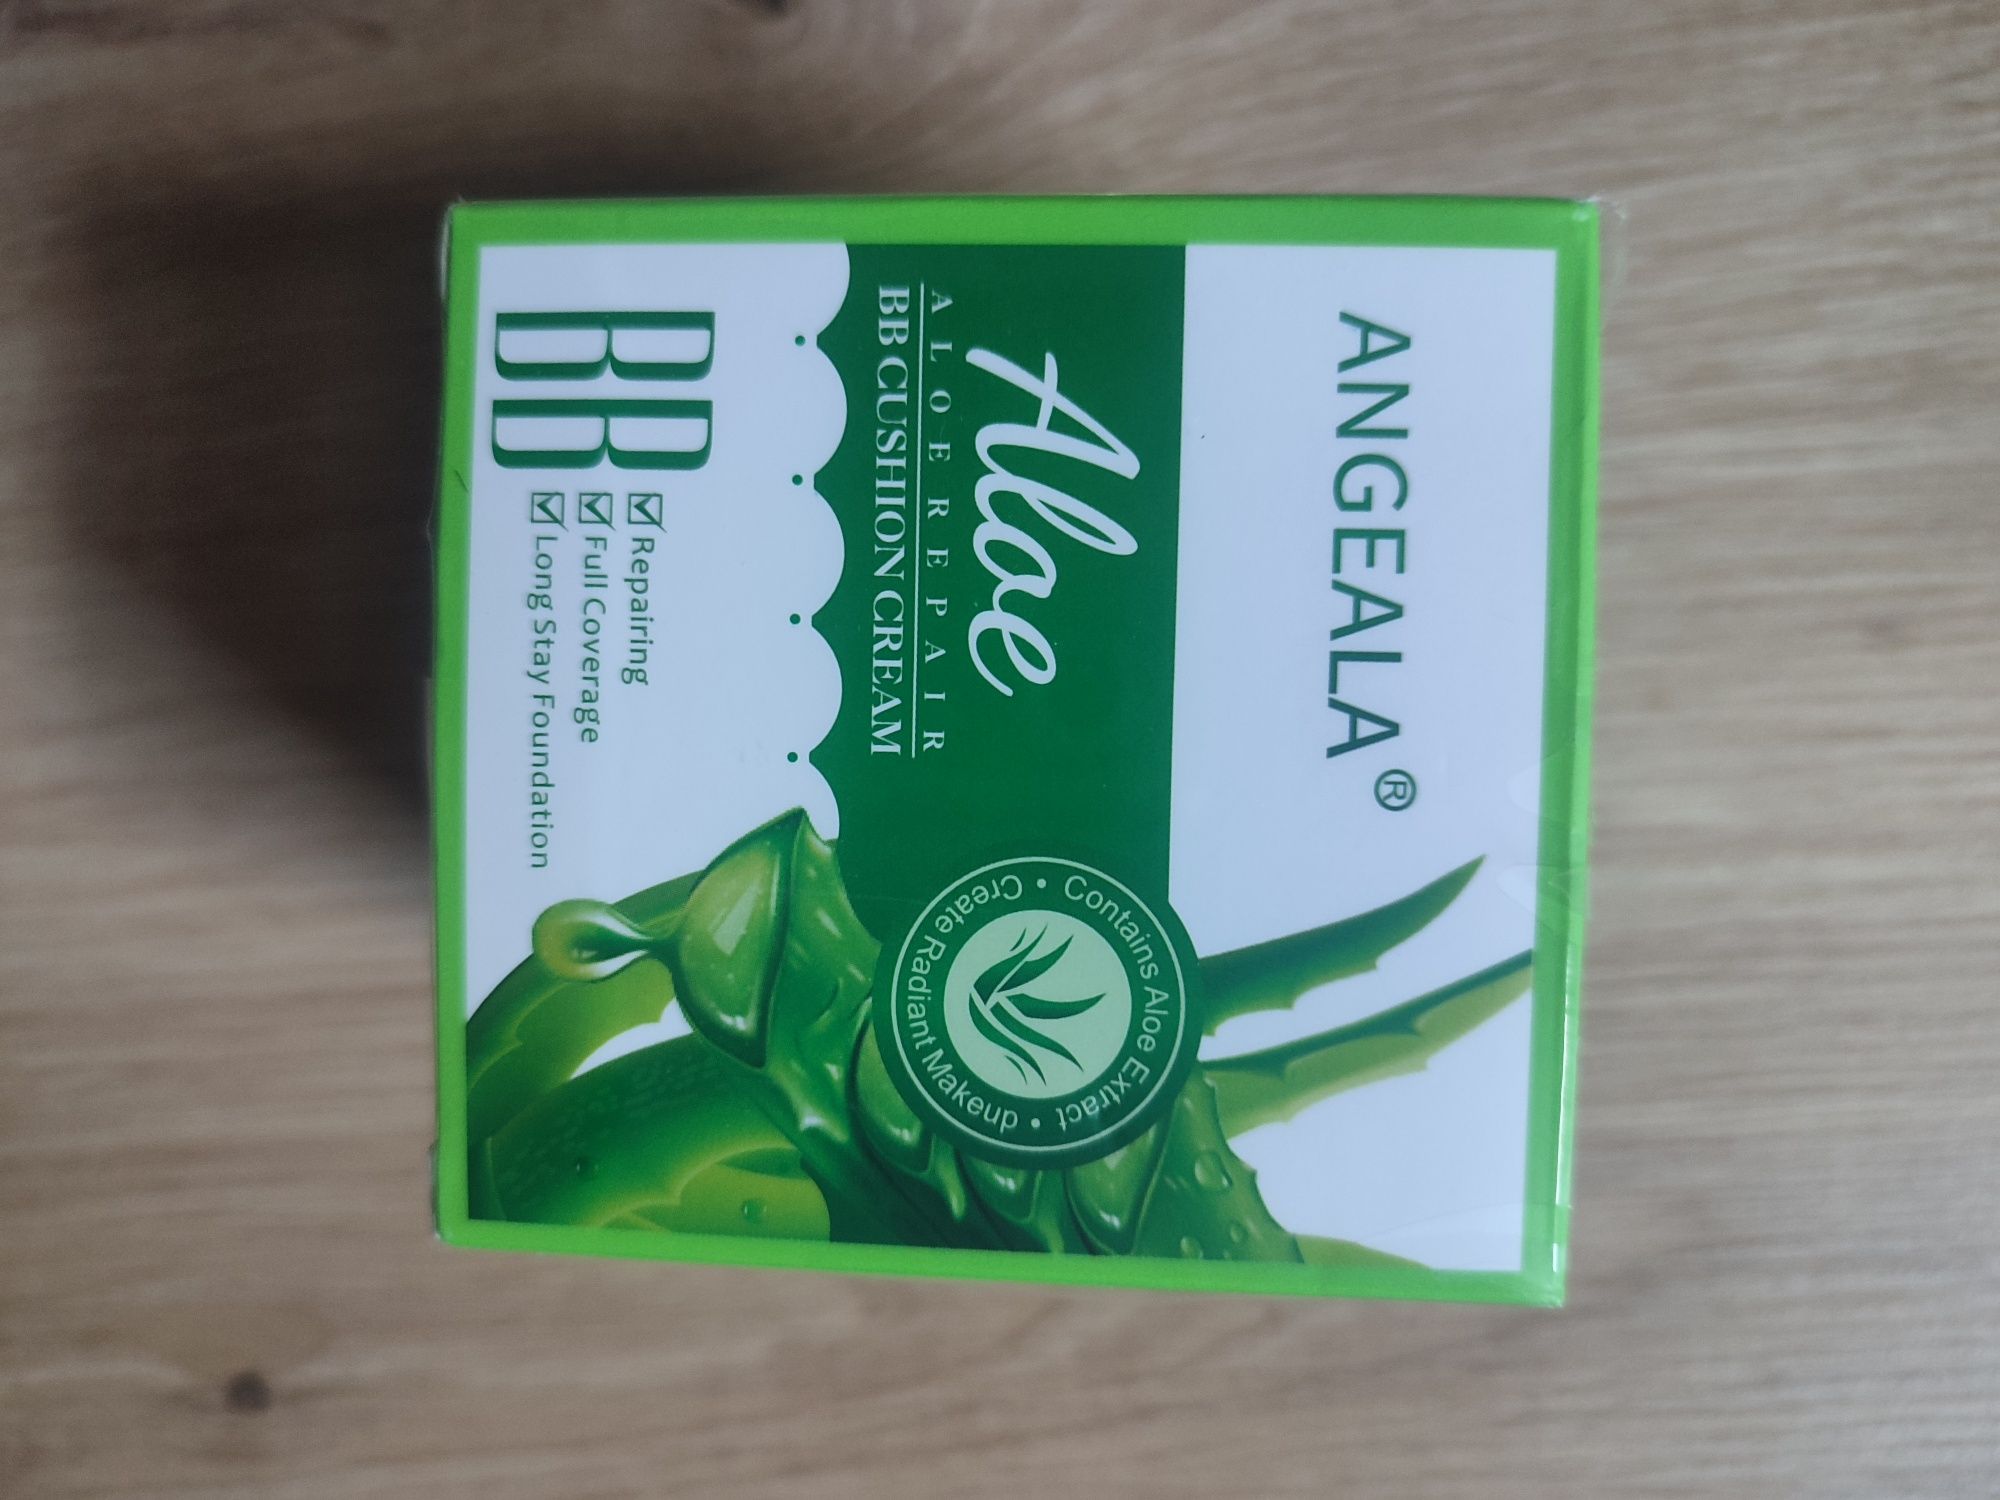 ANGEALA®
Aloe
ALOE REPAIR
BB CUSHION CREAM
Contains Aloe Extract •
Create Radiant Makeup •
BB
Repairing
Full Coverage
Long Stay Foundation